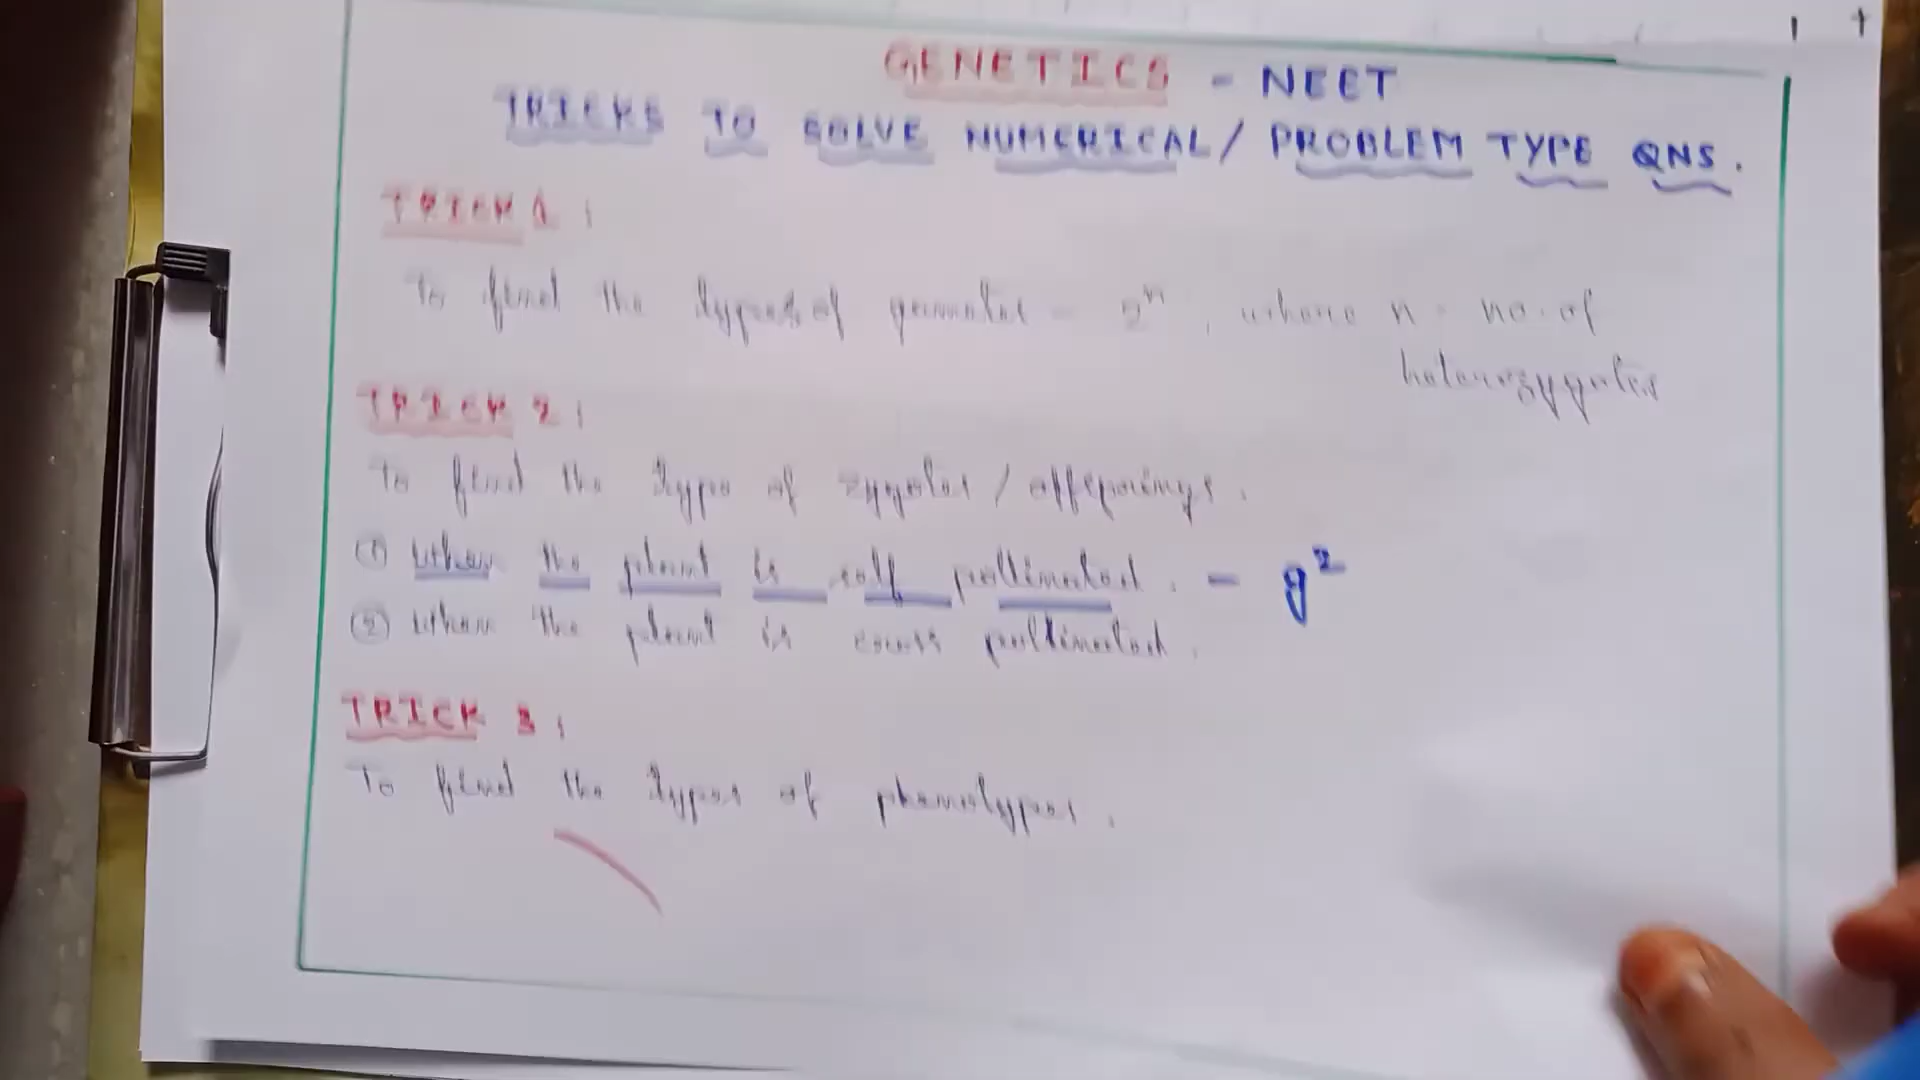 GENETICS - NEET
TRICKS TO SOLVE NUMERICAL / PROBLEM TYPE QNS.
TRICK 1 :
To find the types of gametes - 2ⁿ , where n - no. of
heterozygotes
TRICK 2 :
To find the type of zygotes / offsprings .
① When the plant is self pollinated . - g²
② When the plant is cross pollinated .
TRICK 3 :
To find the types of phenotypes .